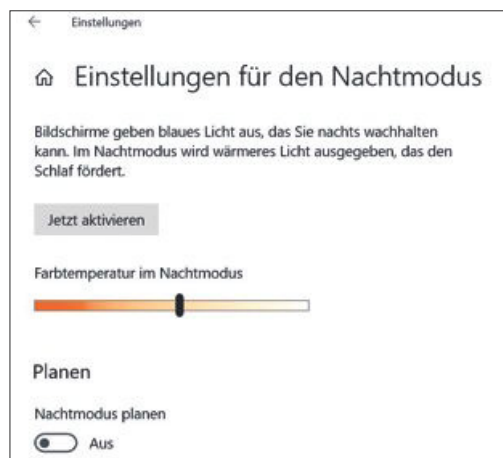 Einstellungen
Einstellungen für den Nachtmodus
Bildschirme geben blaues Licht aus, das Sie nachts wachhalten
kann. Im Nachtmodus wird wärmeres Licht ausgegeben, das den
Schlaf fördert.
Jetzt aktivieren
Farbtemperatur im Nachtmodus
Planen
Nachtmodus planen
Aus